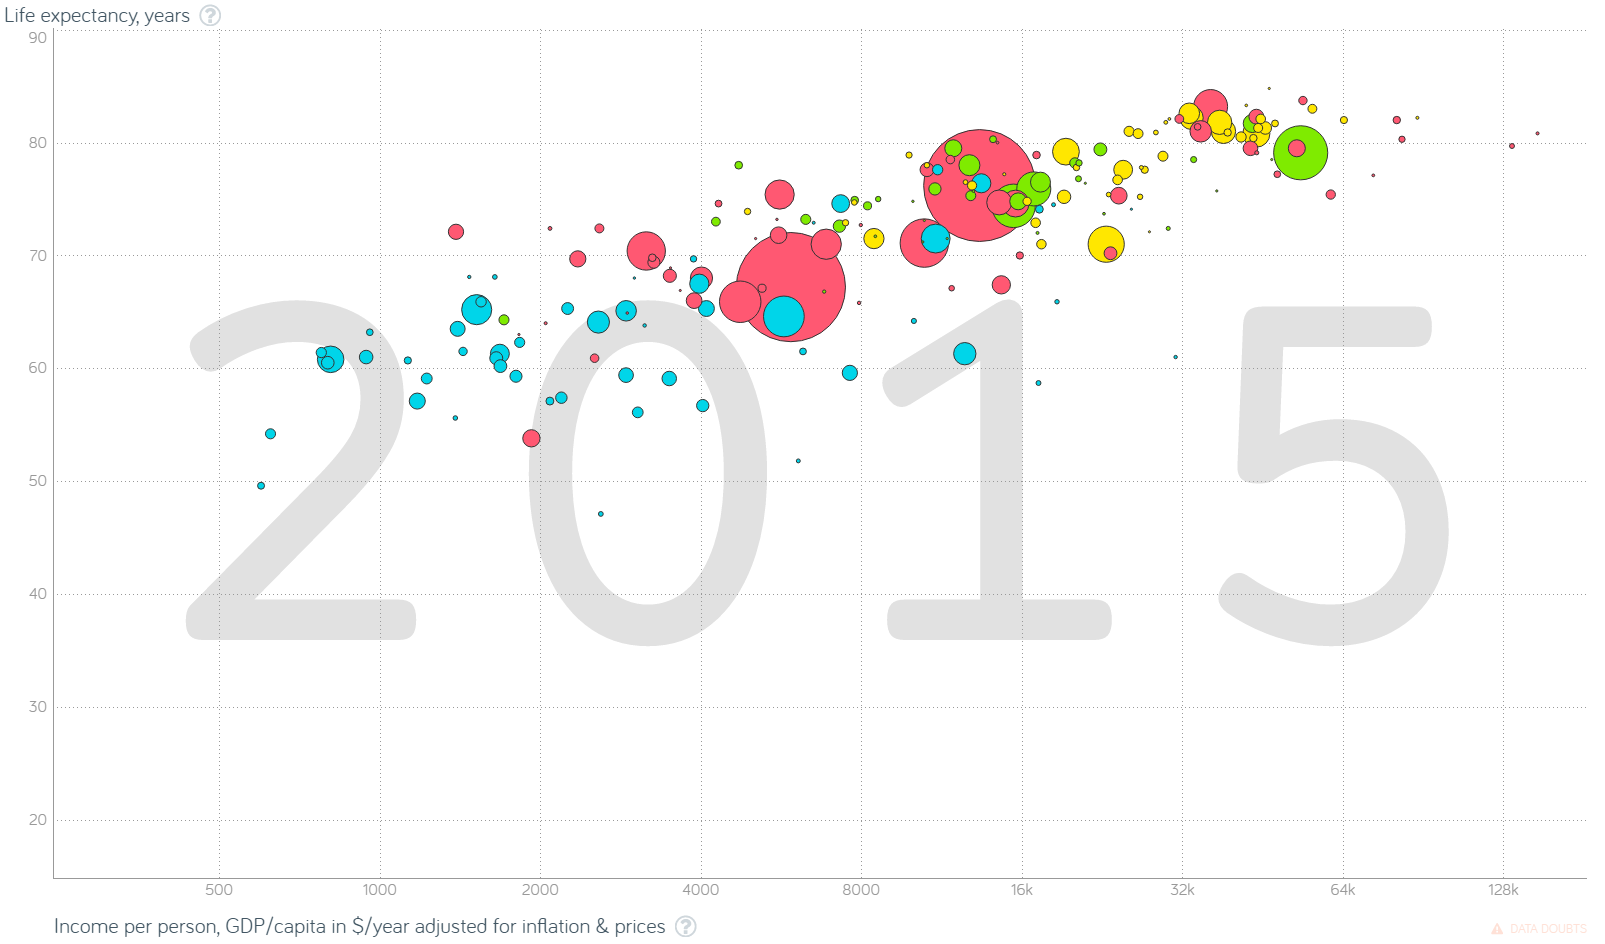 Life expectancy, years ?
90
80
70
60
50
40
30
20
2015
500 1000 2000 4000 8000 16k 32k 64k 128k
Income per person, GDP/capita in $/year adjusted for inflation & prices ?
DATA DOUBTS